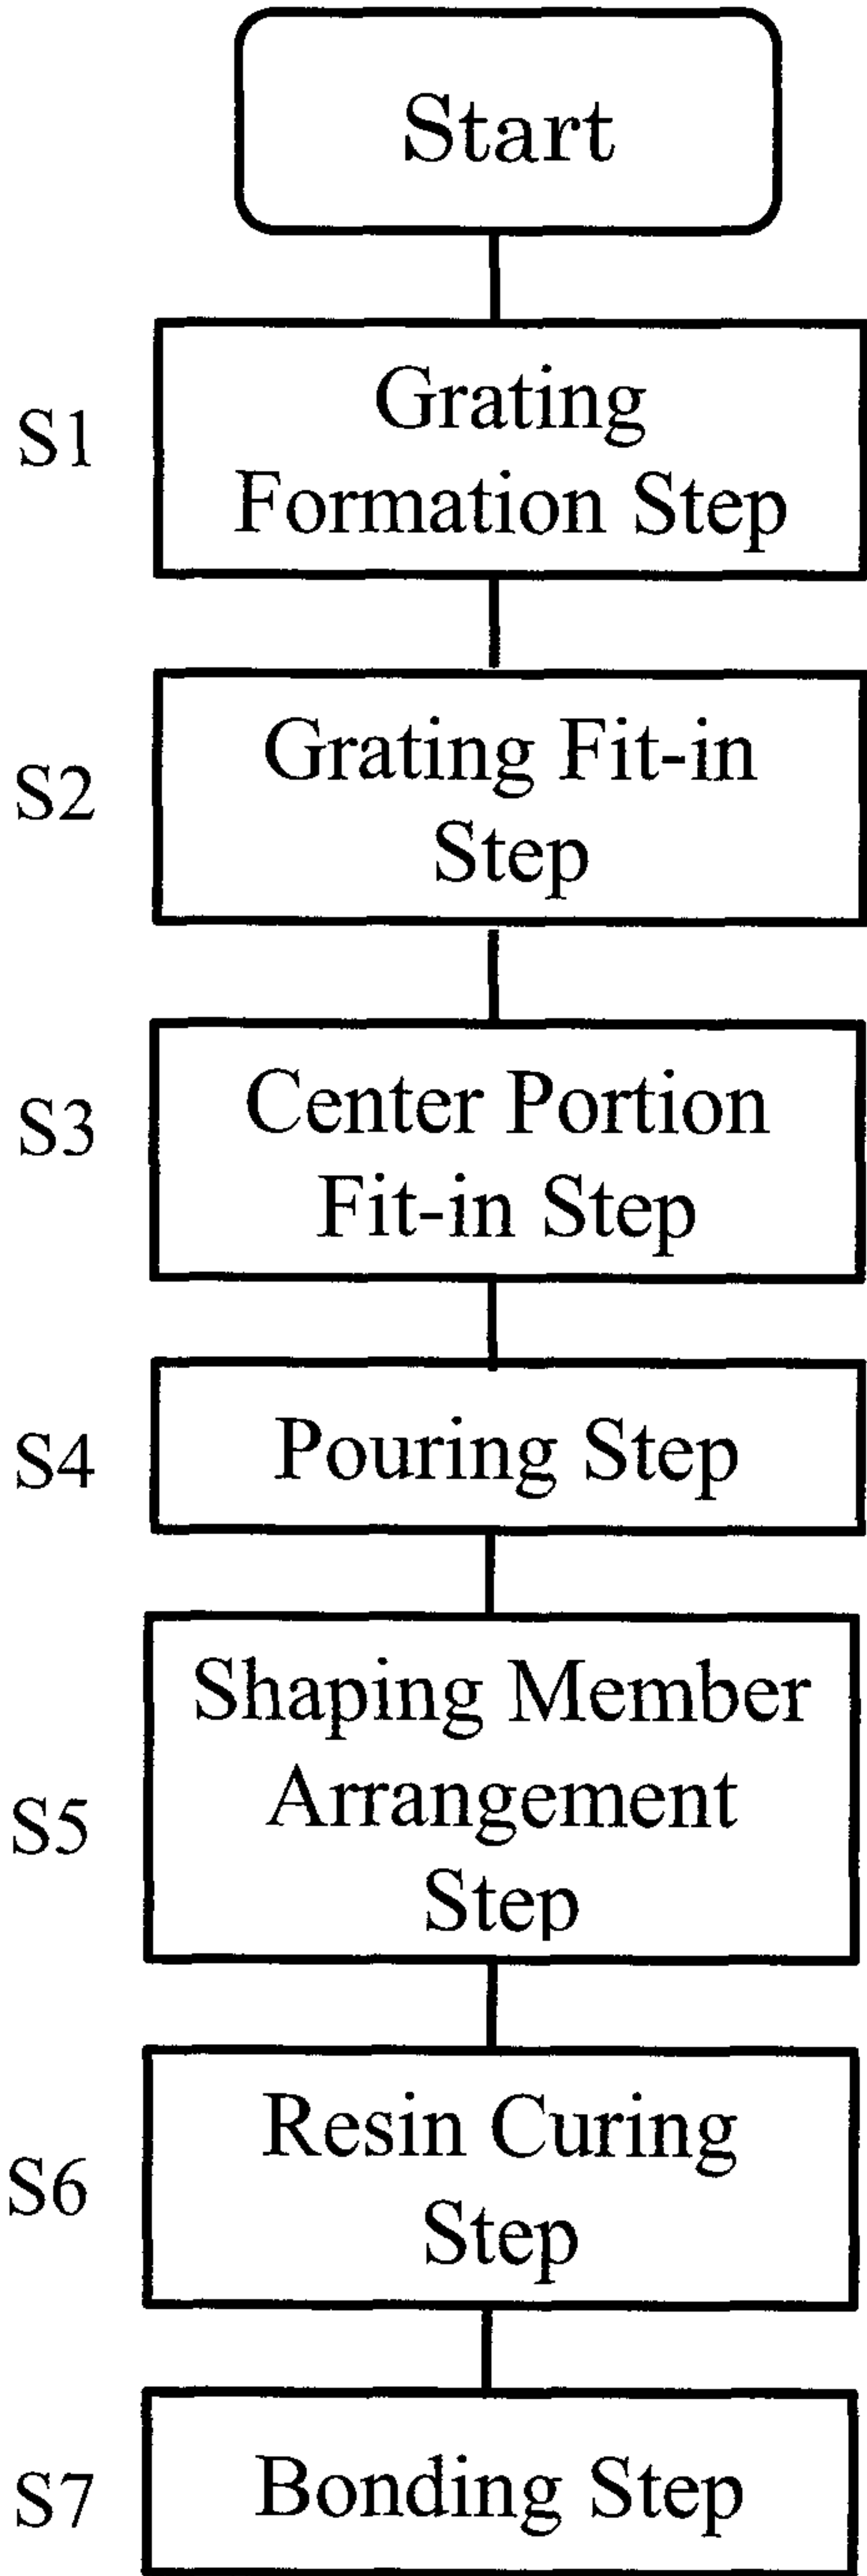 Start
S1
Grating
Formation Step
S2
Grating Fit-in
Step
S3
Center Portion
Fit-in Step
S4
Pouring Step
S5
Shaping Member
Arrangement
Step
S6
Resin Curing
Step
S7
Bonding Step